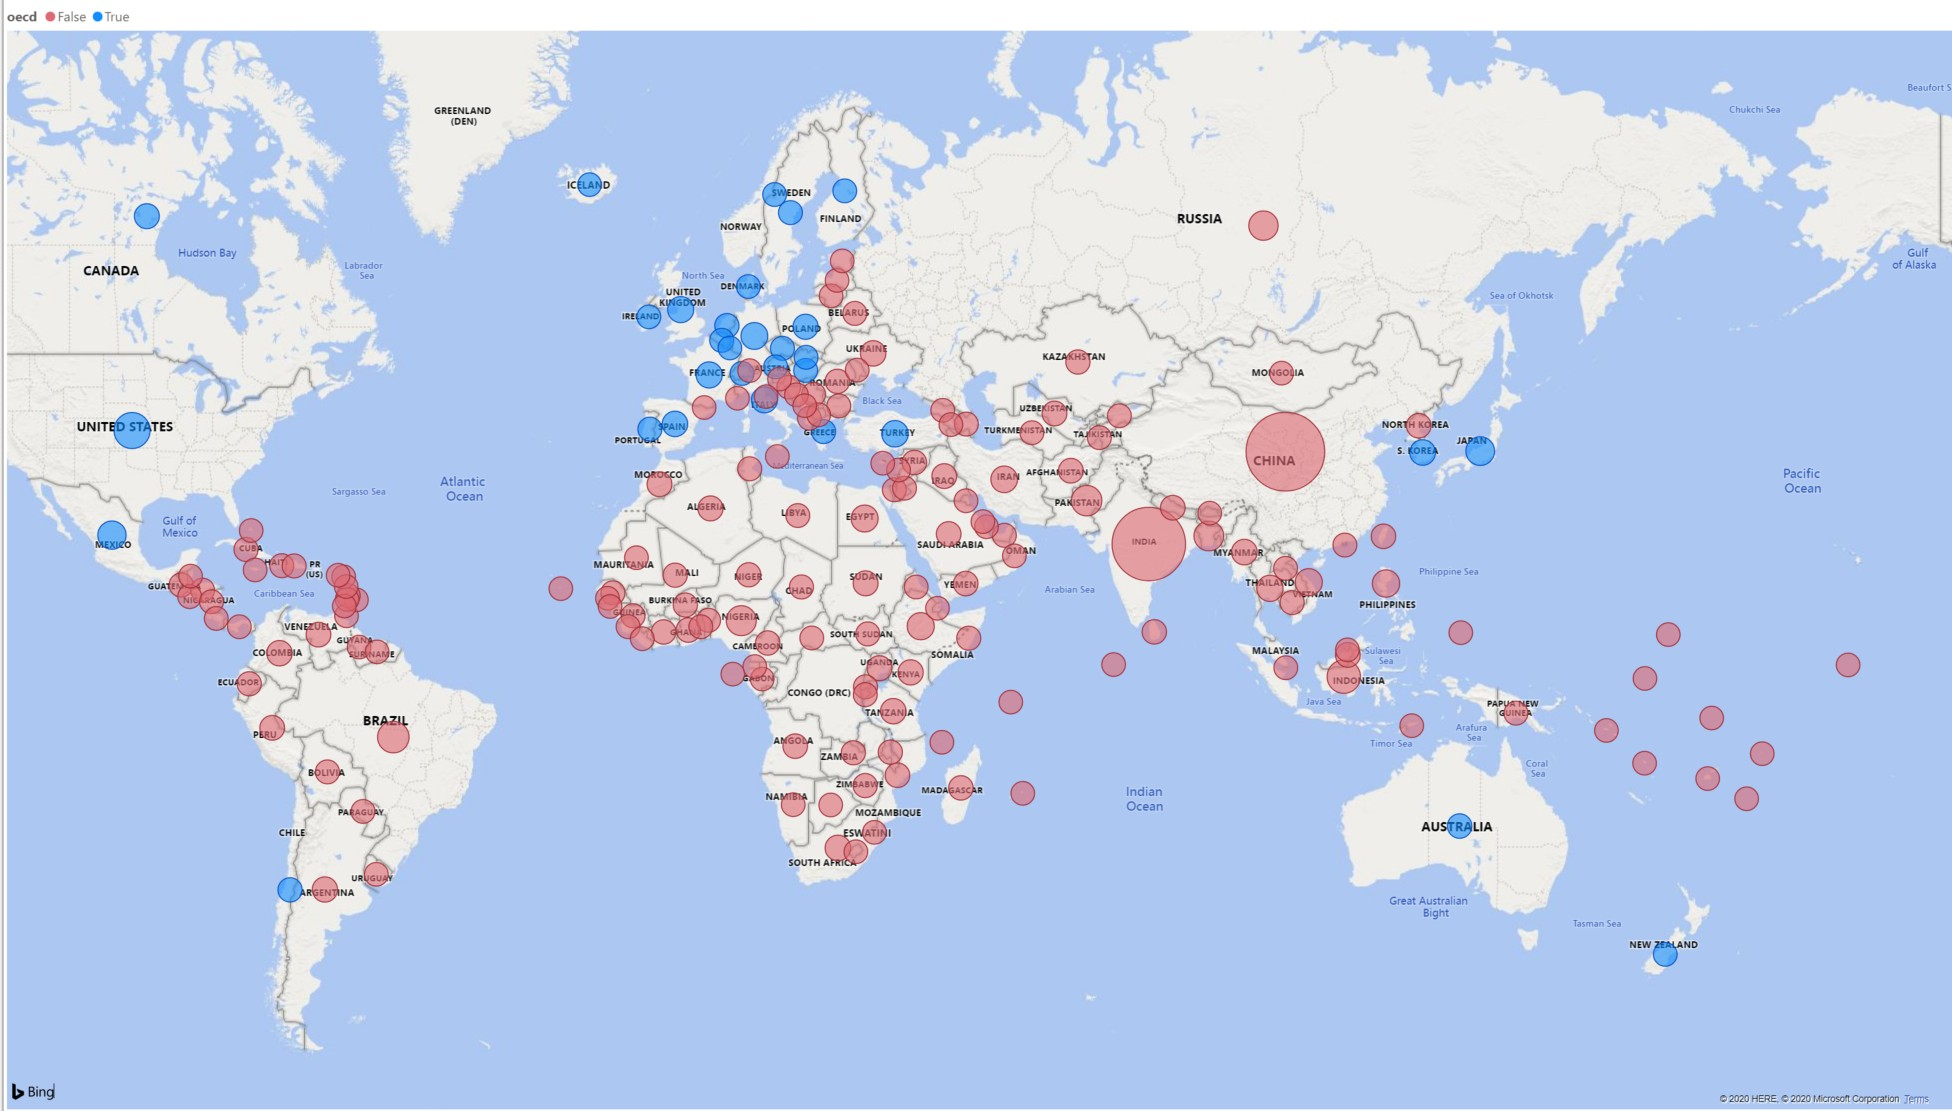 oecd False True
GREENLAND
(DEN)
Beaufort S
Chukchi Sea
ICELAND
SWEDEN
FINLAND
NORWAY
RUSSIA
Hudson Bay
CANADA
Labrador
Sea
Gulf
of Alaska
North Sea
DENMARK
UNITED
KINGDOM
IRELAND
Sea of Okhotsk
BELARUS
POLAND
UKRAINE
KAZAKHSTAN
FRANCE
AUSTRIA
ROMANIA
MONGOLIA
ITALY
Black Sea
UZBEKISTAN
UNITED STATES
SPAIN
PORTUGAL
GREECE
TURKEY
TURKMENISTAN
TAJIKISTAN
NORTH KOREA
JAPAN
S. KOREA
CHINA
Mediterranean Sea
SYRIA
MOROCCO
IRAQ
IRAN
AFGHANISTAN
Pacific
Ocean
Atlantic
Ocean
Sargasso Sea
PAKISTAN
ALGERIA
LIBYA
EGYPT
Gulf of
Mexico
MEXICO
SAUDI ARABIA
OMAN
INDIA
MYANMAR
CUBA
HAITI
PR
(US)
MAURITANIA
MALI
NIGER
CHAD
SUDAN
YEMEN
Arabian Sea
THAILAND
VIETNAM
Philippine Sea
PHILIPPINES
GUATEM
NICARAGUA
Caribbean Sea
BURKINA FASO
GUINEA
NIGERIA
GHANA
VENEZUELA
GUYANA
SURINAME
COLOMBIA
CAMEROON
SOUTH SUDAN
SOMALIA
MALAYSIA
Sulawesi
Sea
ECUADOR
GABON
UGANDA
KENYA
INDONESIA
CONGO (DRC)
TANZANIA
Java Sea
PAPUA NEW
GUINEA
BRAZIL
PERU
ANGOLA
ZAMBIA
Timor Sea
Arafura
Sea
Coral
Sea
BOLIVIA
ZIMBABWE
MADAGASCAR
NAMIBIA
Indian
Ocean
PARAGUAY
MOZAMBIQUE
CHILE
ESWATINI
AUSTRALIA
SOUTH AFRICA
URUGUAY
ARGENTINA
Great Australian
Bight
Tasman Sea
NEW ZEALAND
Bing
© 2020 HERE, © 2020 Microsoft Corporation Terms